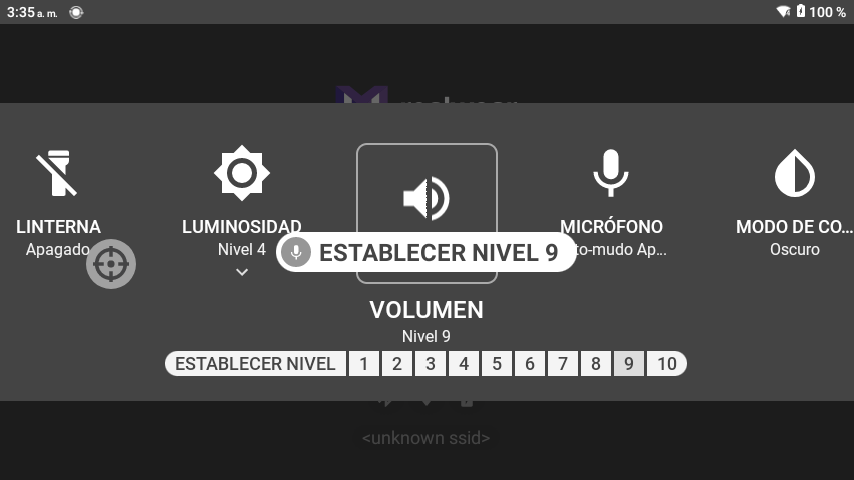 3:35 a. m.
100 %
LINTERNA
Apagado
LUMINOSIDAD
Nivel 4
MICRÓFONO
to-mudo Ap...
MODO DE CO...
Oscuro
ESTABLECER NIVEL 9
VOLUMEN
Nivel 9
ESTABLECER NIVEL 1 2 3 4 5 6 7 8 9 10
<unknown ssid>